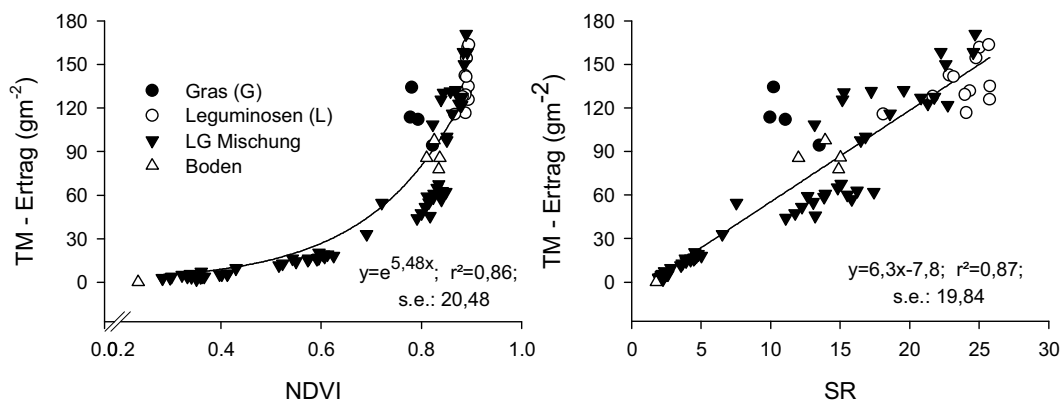 180
150
120
90
60
30
0
TM - Ertrag (gm-2)
Gras (G)
Leguminosen (L)
LG Mischung
Boden
y=e5,48x; r²=0,86;
s.e.: 20,48
0.0 0.2 0.4 0.6 0.8 1.0
NDVI
180
150
120
90
60
30
0
TM - Ertrag (gm-2)
y=6,3x-7,8; r²=0,87;
s.e.: 19,84
0 5 10 15 20 25 30
SR